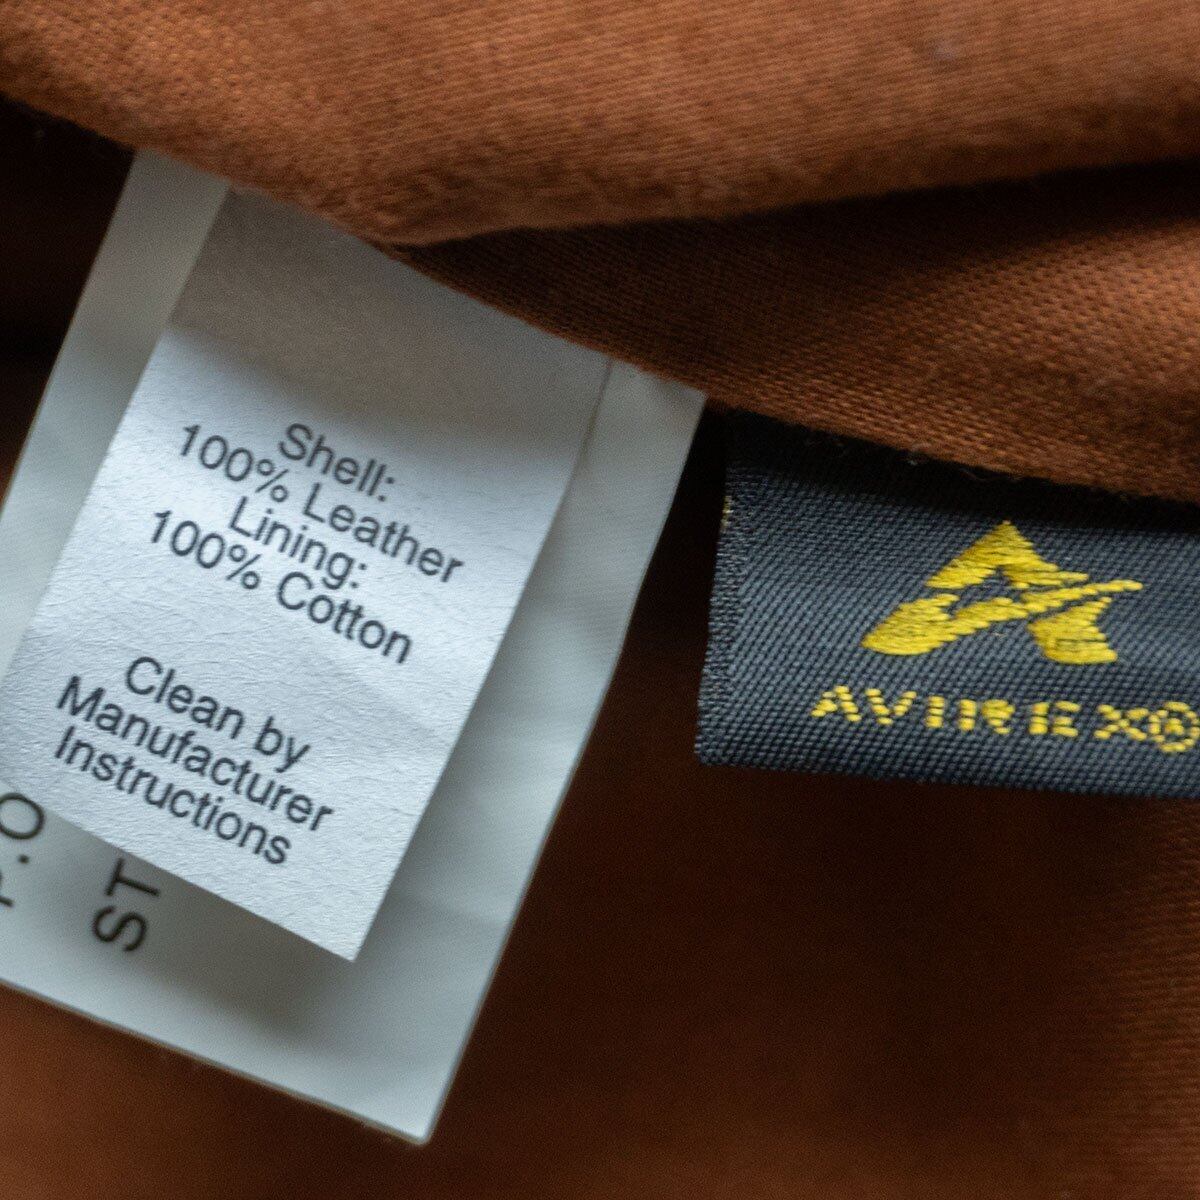 Shell:
100% Leather
Lining:
100% Cotton
Clean by
Manufacturer
Instructions
P.O
ST
AVIREX®